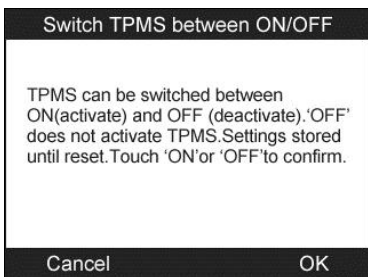 Switch TPMS between ON/OFF
TPMS can be switched between
ON(activate) and OFF (deactivate).‘OFF’
does not activate TPMS.Settings stored
until reset.Touch ‘ON’or ‘OFF’to confirm.
Cancel OK